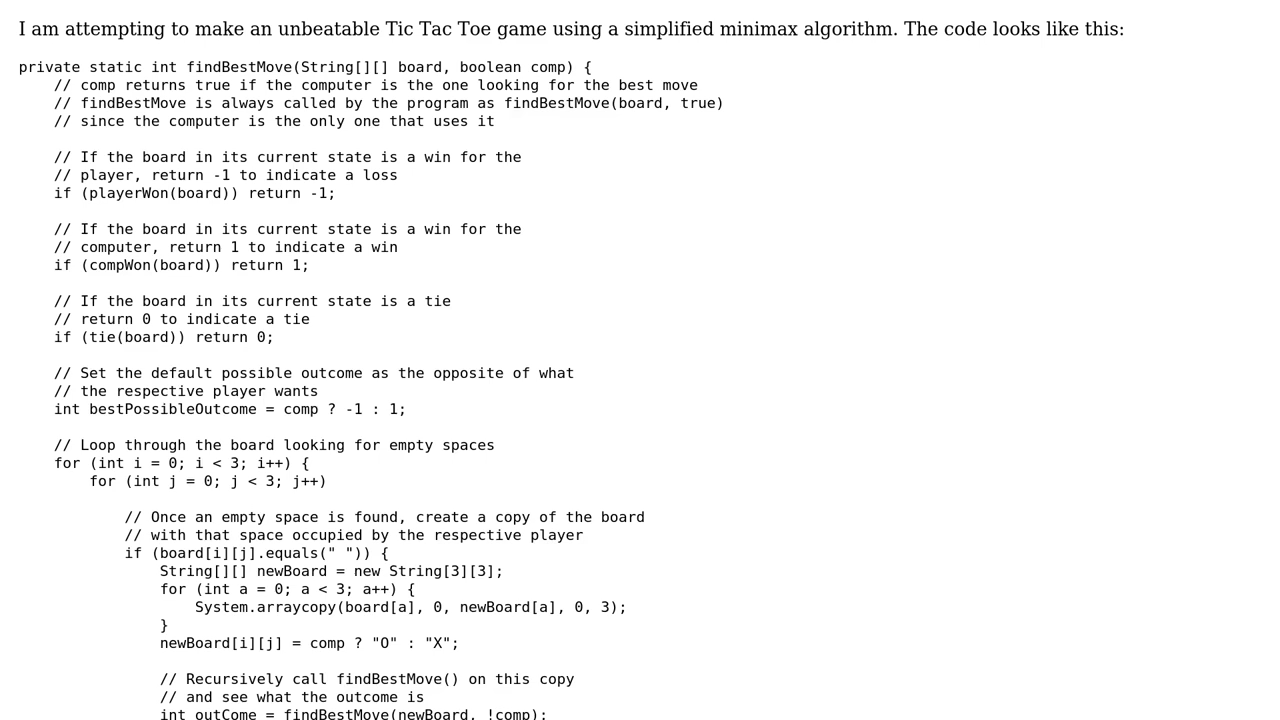 I am attempting to make an unbeatable Tic Tac Toe game using a simplified minimax algorithm. The code looks like this:
private static int findBestMove(String[][] board, boolean comp) {
    // comp returns true if the computer is the one looking for the best move
    // findBestMove is always called by the program as findBestMove(board, true)
    // since the computer is the only one that uses it

    // If the board in its current state is a win for the
    // player, return -1 to indicate a loss
    if (playerWon(board)) return -1;

    // If the board in its current state is a win for the
    // computer, return 1 to indicate a win
    if (compWon(board)) return 1;

    // If the board in its current state is a tie
    // return 0 to indicate a tie
    if (tie(board)) return 0;

    // Set the default possible outcome as the opposite of what
    // the respective player wants
    int bestPossibleOutcome = comp ? -1 : 1;

    // Loop through the board looking for empty spaces
    for (int i = 0; i < 3; i++) {
        for (int j = 0; j < 3; j++)

            // Once an empty space is found, create a copy of the board
            // with that space occupied by the respective player
            if (board[i][j].equals(" ")) {
                String[][] newBoard = new String[3][3];
                for (int a = 0; a < 3; a++) {
                    System.arraycopy(board[a], 0, newBoard[a], 0, 3);
                }
                newBoard[i][j] = comp ? "O" : "X";

                // Recursively call findBestMove() on this copy
                // and see what the outcome is
                int outCome = findBestMove(newBoard, !comp);